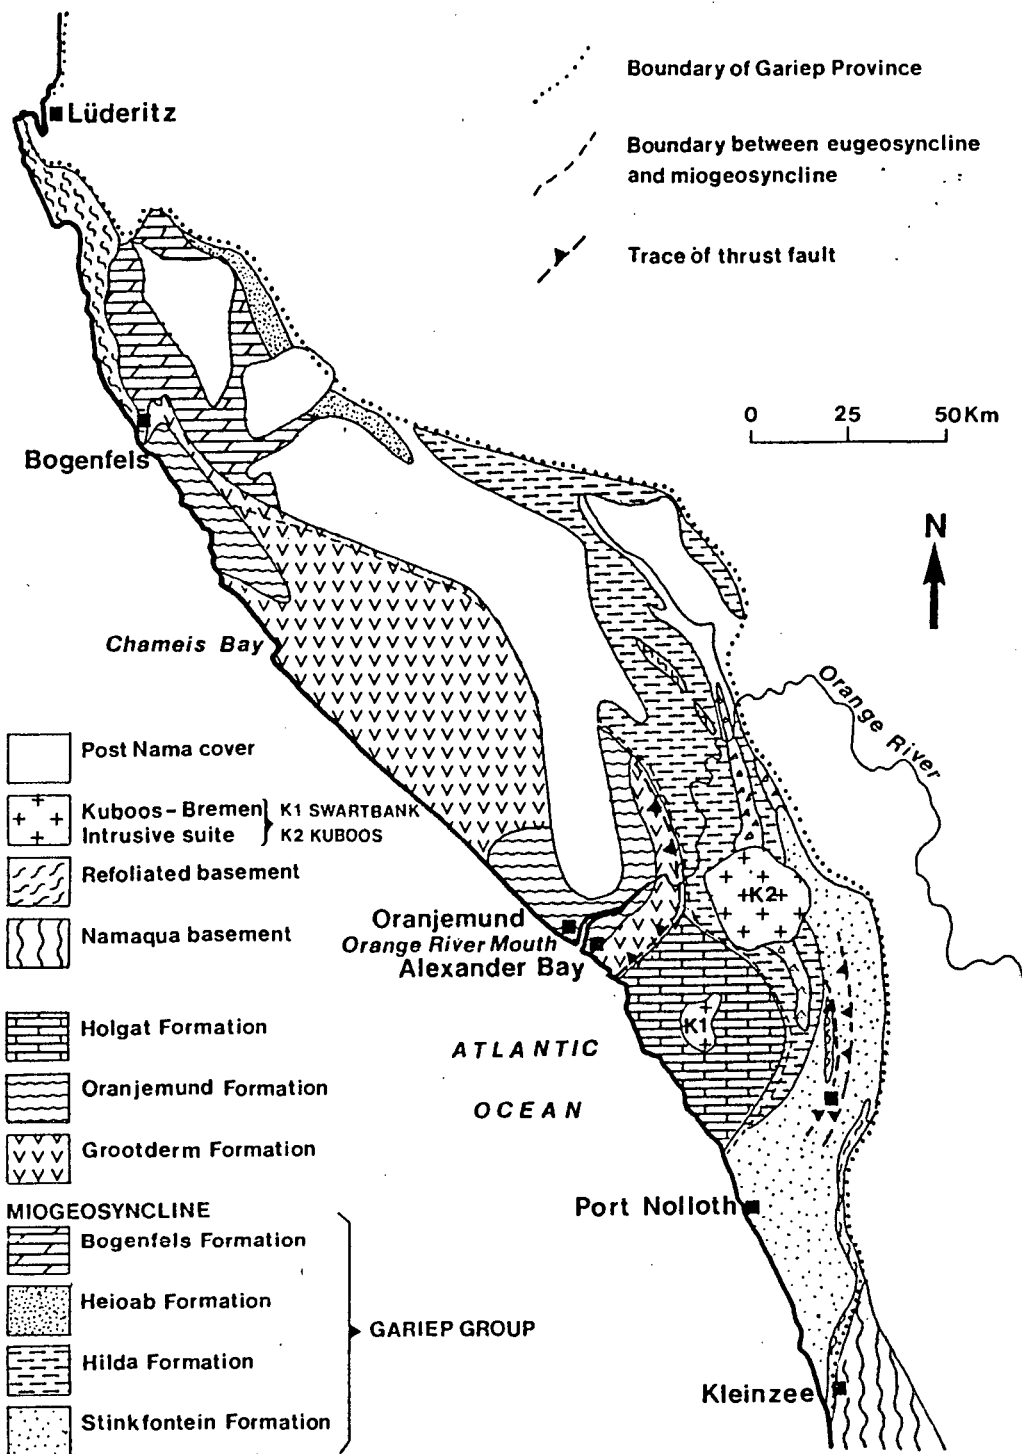 Lüderitz
Boundary of Gariep Province
Boundary between eugeosyncline
and miogeosyncline
Trace of thrust fault
0 25 50 Km
Bogenfels
N
Chameis Bay
Orange River
Post Nama cover
Kuboos - Bremen
Intrusive suite
K1 SWARTBANK
K2 KUBOOS
Refoliated basement
Namaqua basement
K2
Oranjemund
Orange River Mouth
Alexander Bay
Holgat Formation
K1
ATLANTIC
OCEAN
Oranjemund Formation
Grootderm Formation
MIOGEOSYNCLINE
Port Nolloth
Bogenfels Formation
Heioab Formation
GARIEP GROUP
Hilda Formation
Kleinzee
Stinkfontein Formation